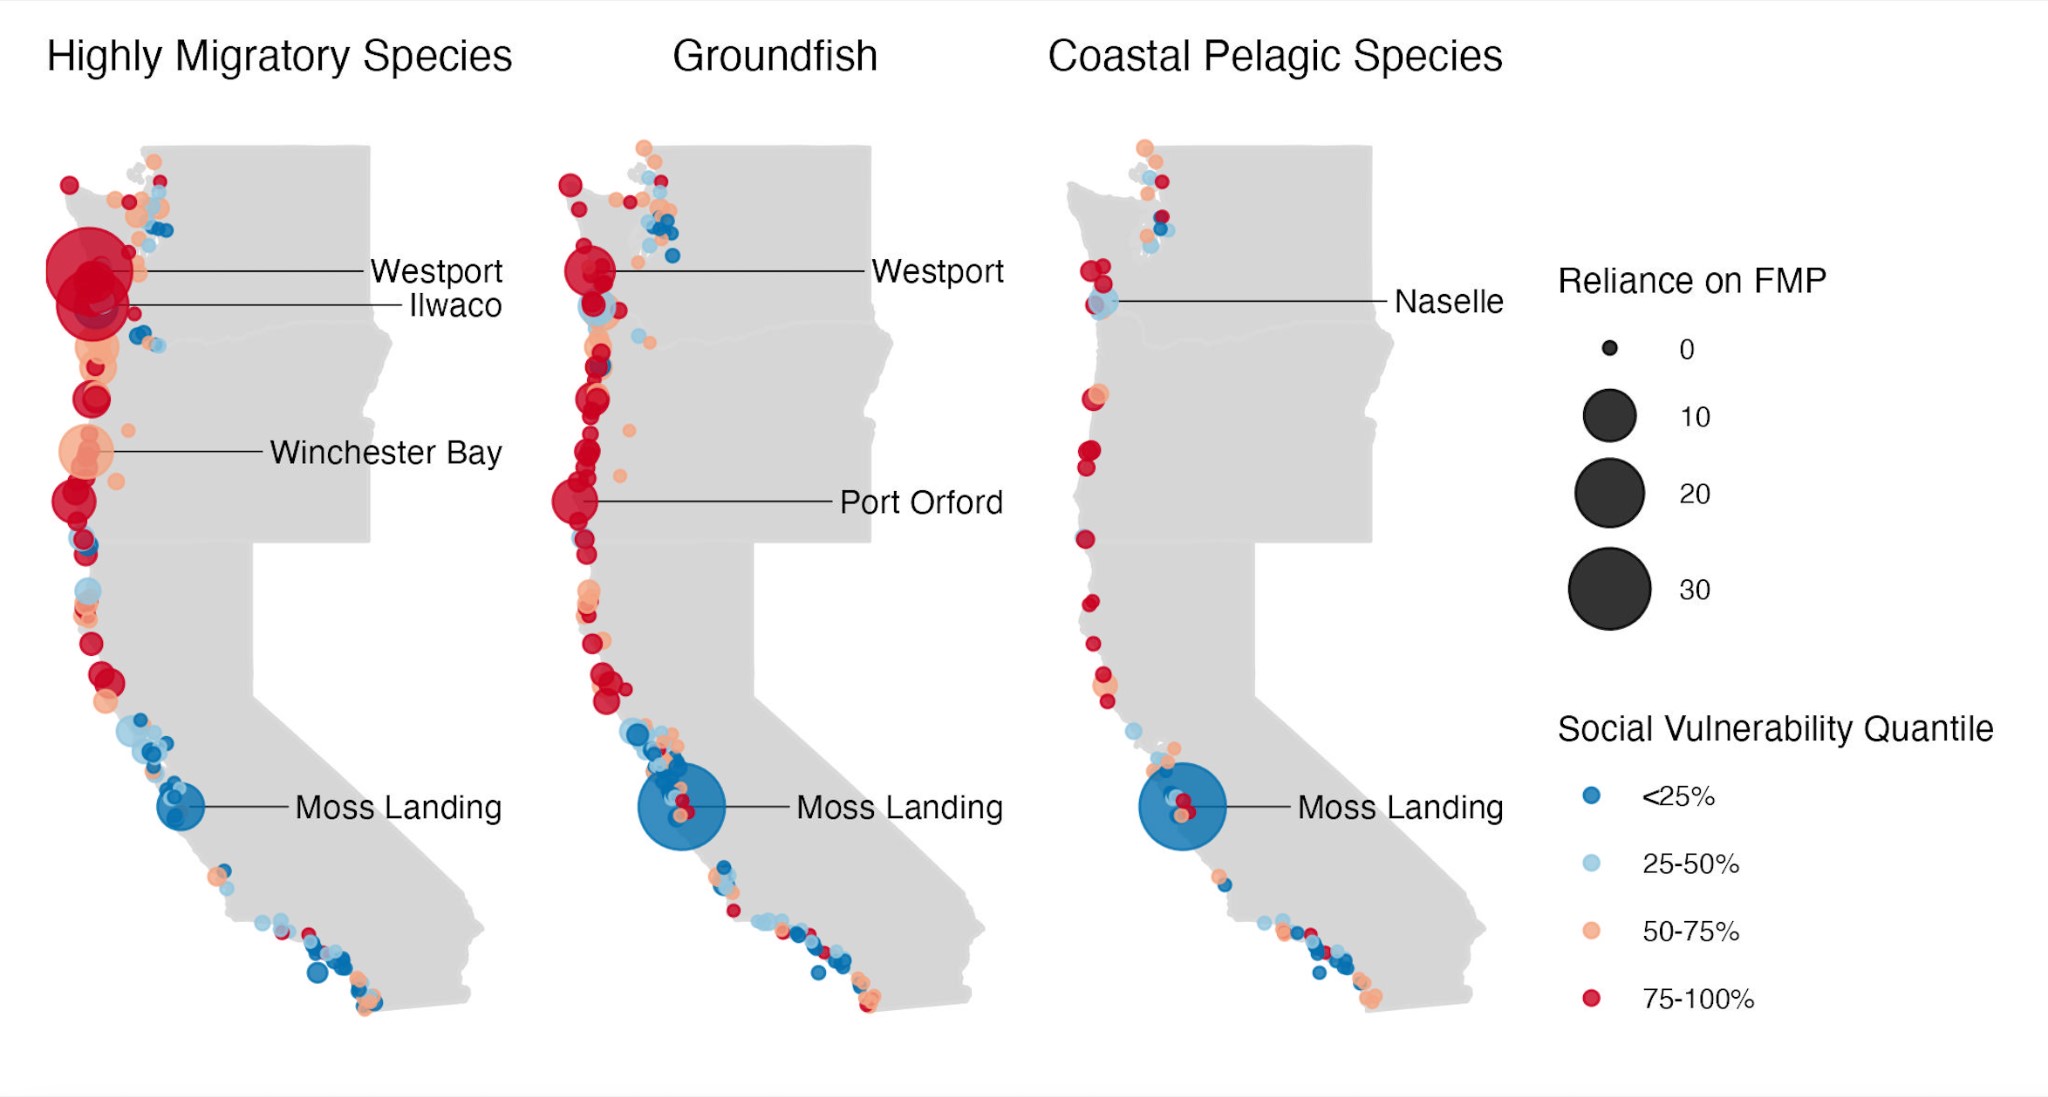 Highly Migratory Species
Groundfish
Coastal Pelagic Species
Westport
Ilwaco
Winchester Bay
Moss Landing
Westport
Port Orford
Moss Landing
Naselle
Moss Landing
Reliance on FMP
0
10
20
30
Social Vulnerability Quantile
<25%
25-50%
50-75%
75-100%